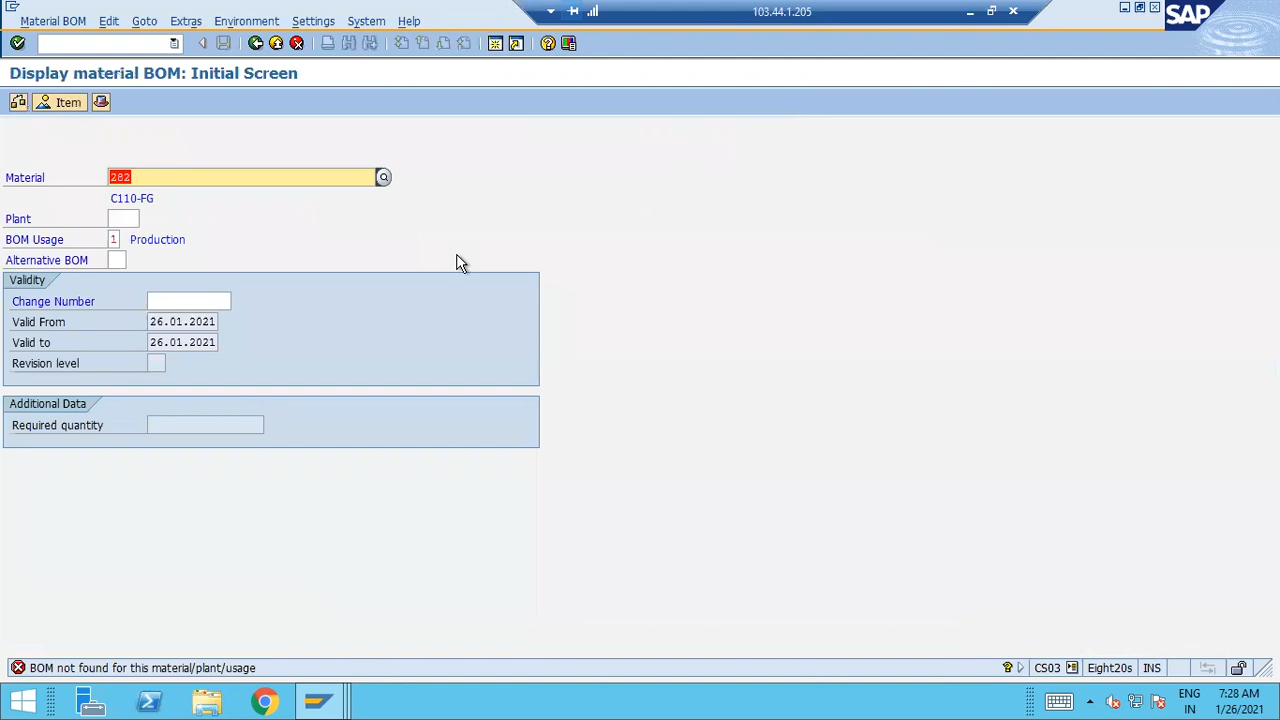 103.44.1.205
Material BOM Edit Goto Extras Environment Settings System Help
SAP
Display material BOM: Initial Screen
Item
Material 282
C110-FG
Plant
BOM Usage 1 Production
Alternative BOM
Validity
Change Number
Valid From 26.01.2021
Valid to 26.01.2021
Revision level
Additional Data
Required quantity
BOM not found for this material/plant/usage CS03 Eight20s INS
ENG 7:28 AM
IN 1/26/2021